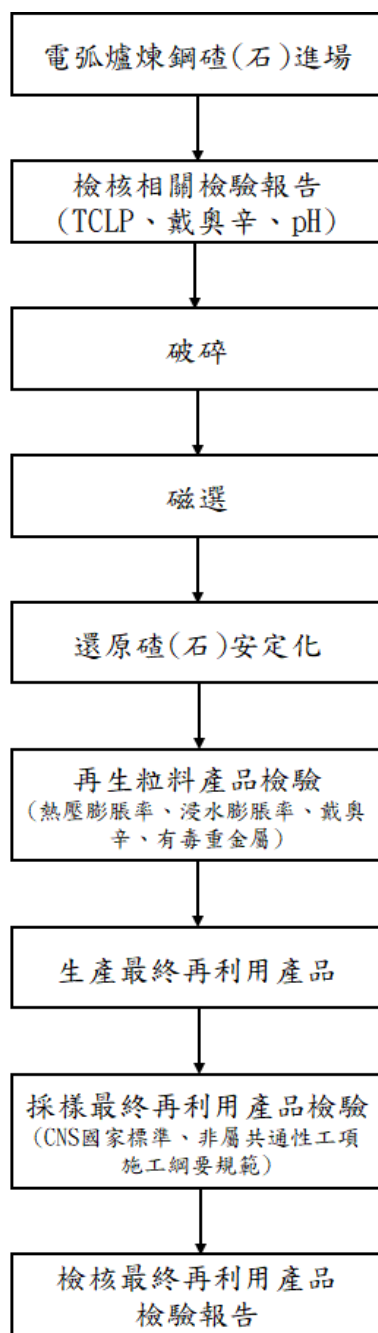 電弧爐煉鋼碴(石)進場
檢核相關檢驗報告
(TCLP、戴奧辛、pH)
破碎
磁選
還原碴(石)安定化
再生粒料產品檢驗
(熱壓膨脹率、浸水膨脹率、戴奧
辛、有毒重金屬)
生產最終再利用產品
採樣最終再利用產品檢驗
(CNS國家標準、非屬共通性工項
施工綱要規範)
檢核最終再利用產品
檢驗報告